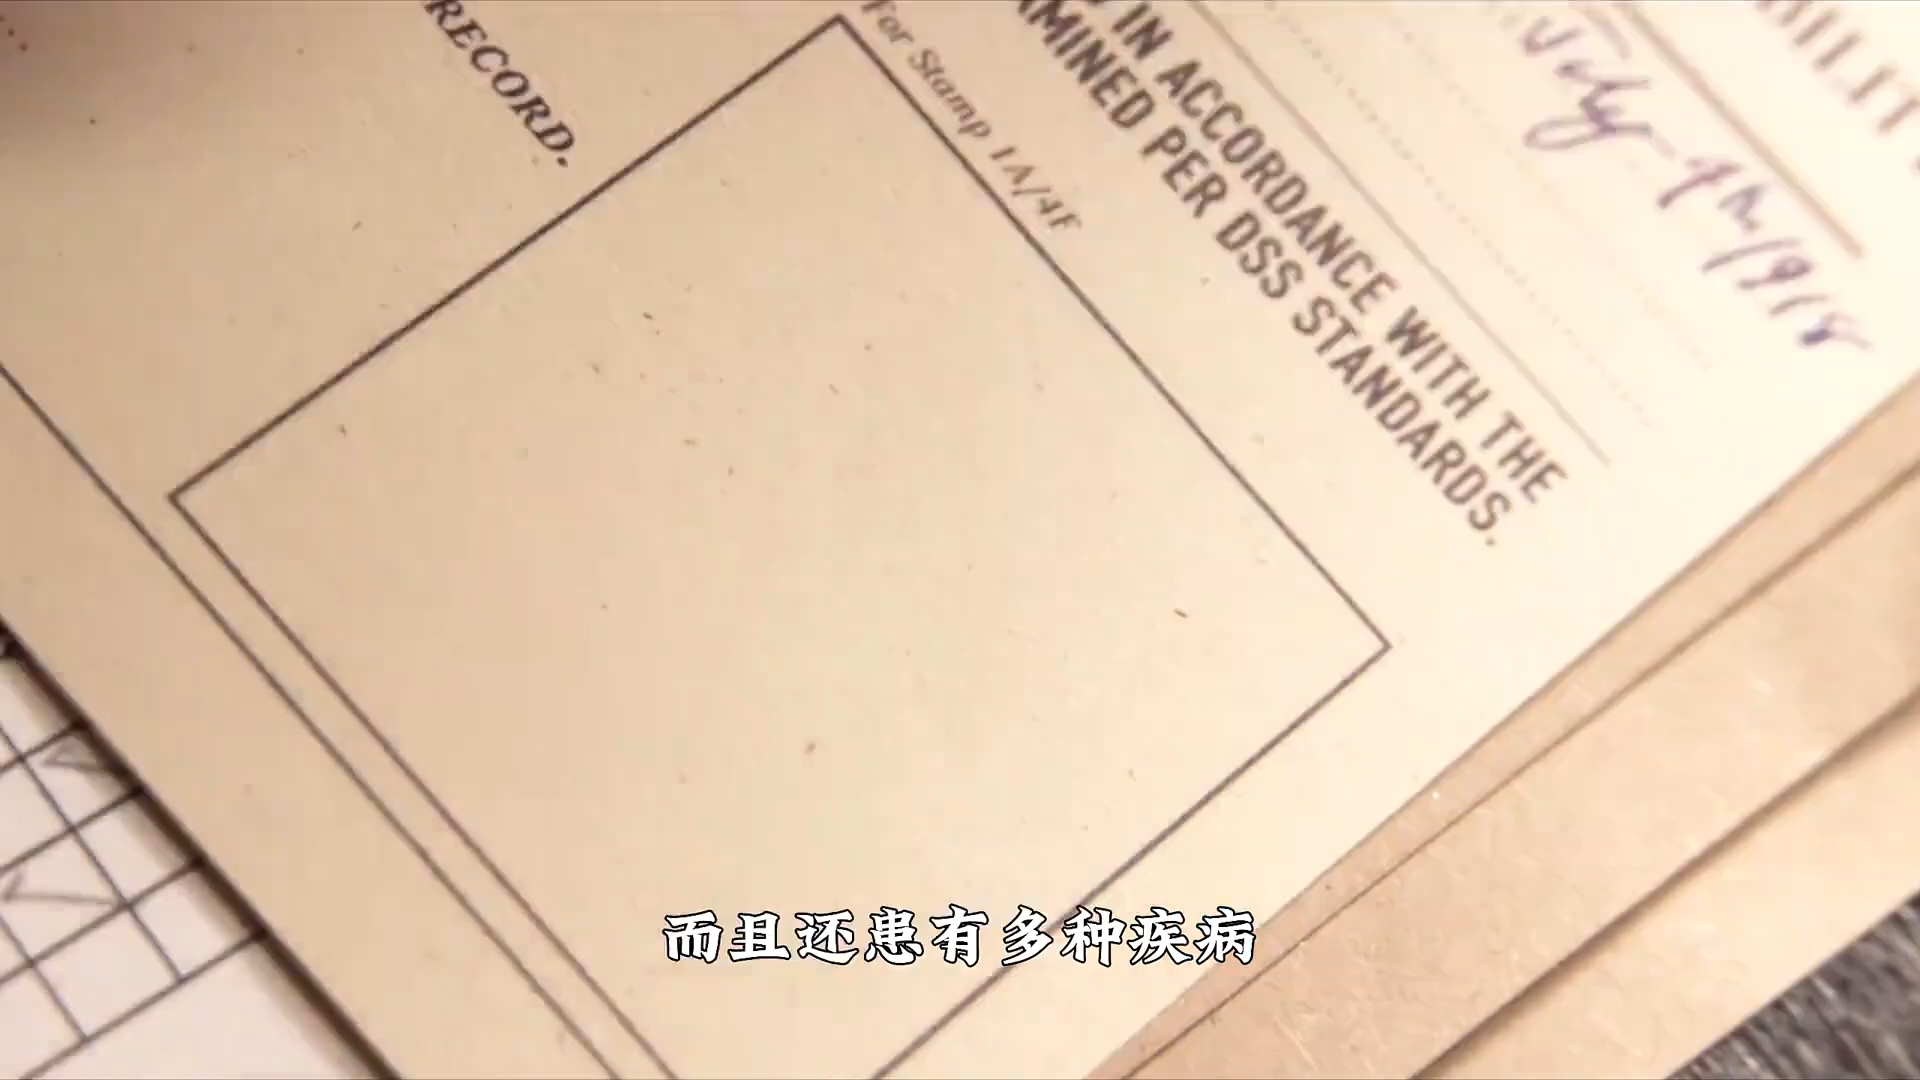 RECORD.
For Stamp 1A/4F
IN ACCORDANCE WITH THE
MINED PER DSS STANDARDS.
July 4th, 1918
而且还患有多种疾病